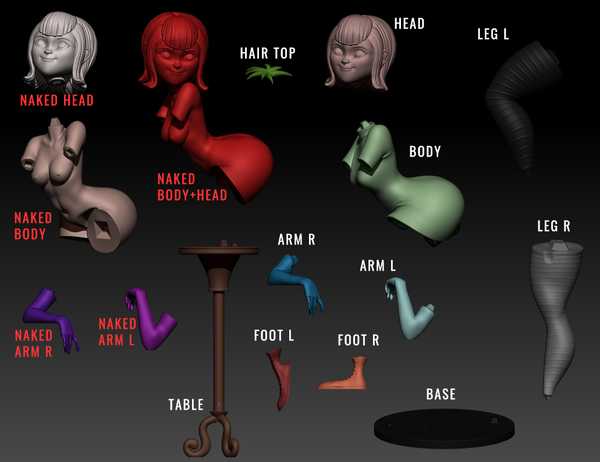 HEAD
LEG L
HAIR TOP
NAKED HEAD
BODY
NAKED
BODY+HEAD
NAKED
BODY
LEG R
ARM R
ARM L
NAKED
ARM R
NAKED
ARM L
FOOT L
FOOT R
TABLE
BASE